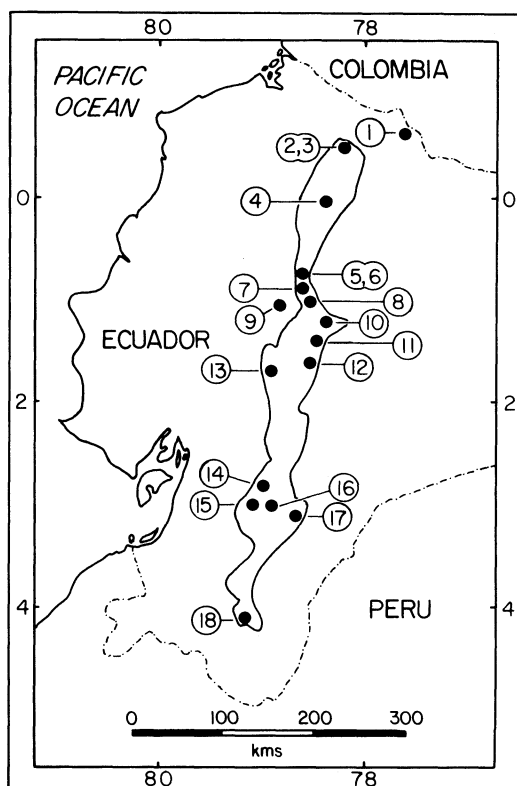 80 78
PACIFIC
OCEAN
COLOMBIA
1
2,3
0 4 0
5,6
7
8
9
10
ECUADOR
11
13 12
2 2
14
15 16
17
4 PERU 4
18
0 100 200 300
kms
80 78